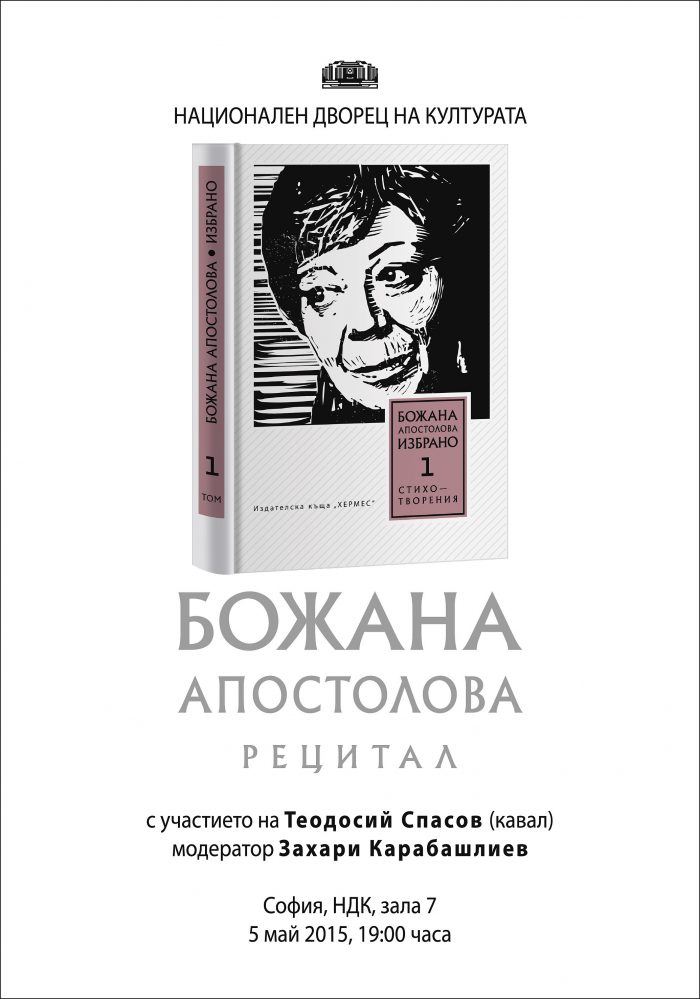 НАЦИОНАЛЕН ДВОРЕЦ НА КУЛТУРАТА
БОЖАНА АПОСТОЛОВА • ИЗБРАНО
1
ТОМ
БОЖАНА
АПОСТОЛОВА
ИЗБРАНО
1
СТИХО—
ТВОРЕНИЯ
Издателска къща „ХЕРМЕС“
БОЖАНА
АПОСТОЛОВА
РЕЦИТАЛ
с участието на Теодосий Спасов (кавал)
модератор Захари Карабашлиев
София, НДК, зала 7
5 май 2015, 19:00 часа